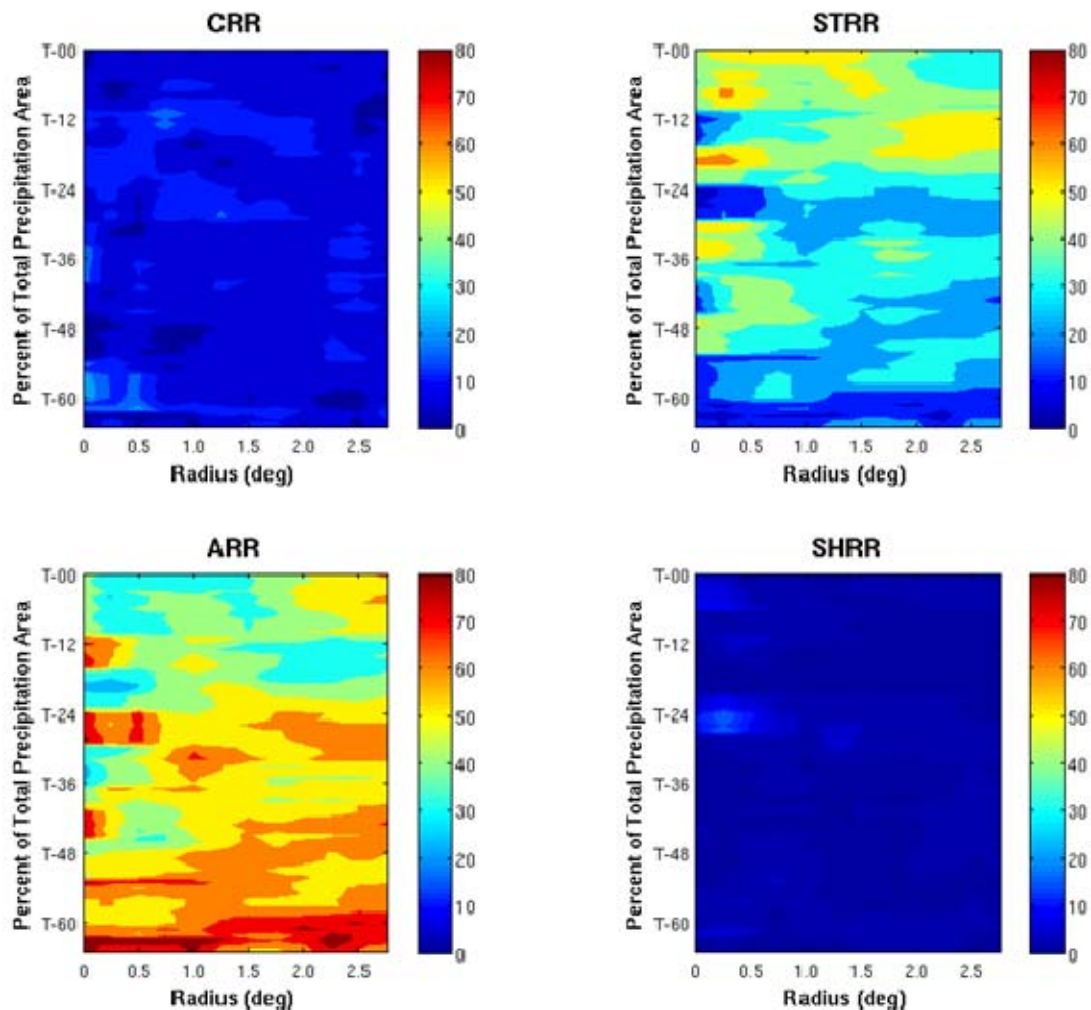 CRR
Percent of Total Precipitation Area
T-00
T-12
T-24
T-36
T-48
T-60
0 0.5 1.0 1.5 2.0 2.5
Radius (deg)
80
70
60
50
40
30
20
10
0
STRR
Percent of Total Precipitation Area
T-00
T-12
T-24
T-36
T-48
T-60
0 0.5 1.0 1.5 2.0 2.5
Radius (deg)
80
70
60
50
40
30
20
10
0
ARR
Percent of Total Precipitation Area
T-00
T-12
T-24
T-36
T-48
T-60
0 0.5 1.0 1.5 2.0 2.5
Radius (deg)
80
70
60
50
40
30
20
10
0
SHRR
Percent of Total Precipitation Area
T-00
T-12
T-24
T-36
T-48
T-60
0 0.5 1.0 1.5 2.0 2.5
Radius (deg)
80
70
60
50
40
30
20
10
0